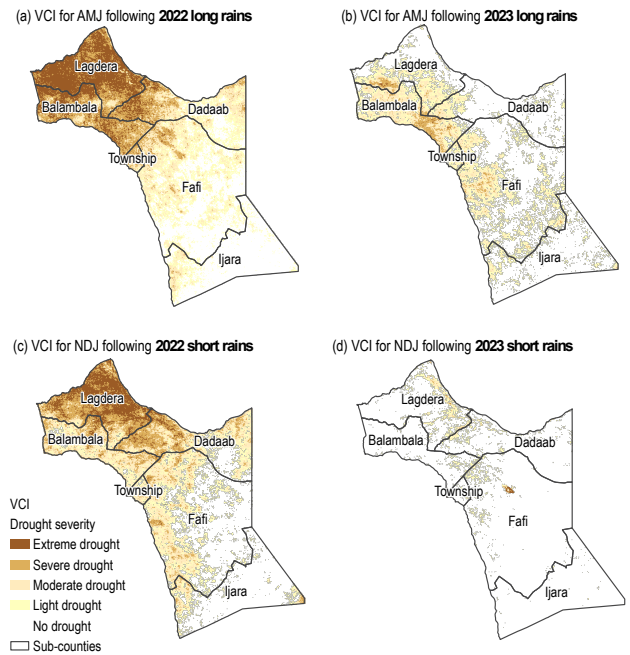 (a) VCI for AMJ following 2022 long rains
Lagdera
Balambala
Dadaab
Township
Fafi
Ijara
(b) VCI for AMJ following 2023 long rains
Lagdera
Balambala
Dadaab
Township
Fafi
Ijara
(c) VCI for NDJ following 2022 short rains
Lagdera
Balambala
Dadaab
Township
Fafi
Ijara
VCI
Drought severity
Extreme drought
Severe drought
Moderate drought
Light drought
No drought
Sub-counties
(d) VCI for NDJ following 2023 short rains
Lagdera
Balambala
Dadaab
Township
Fafi
Ijara